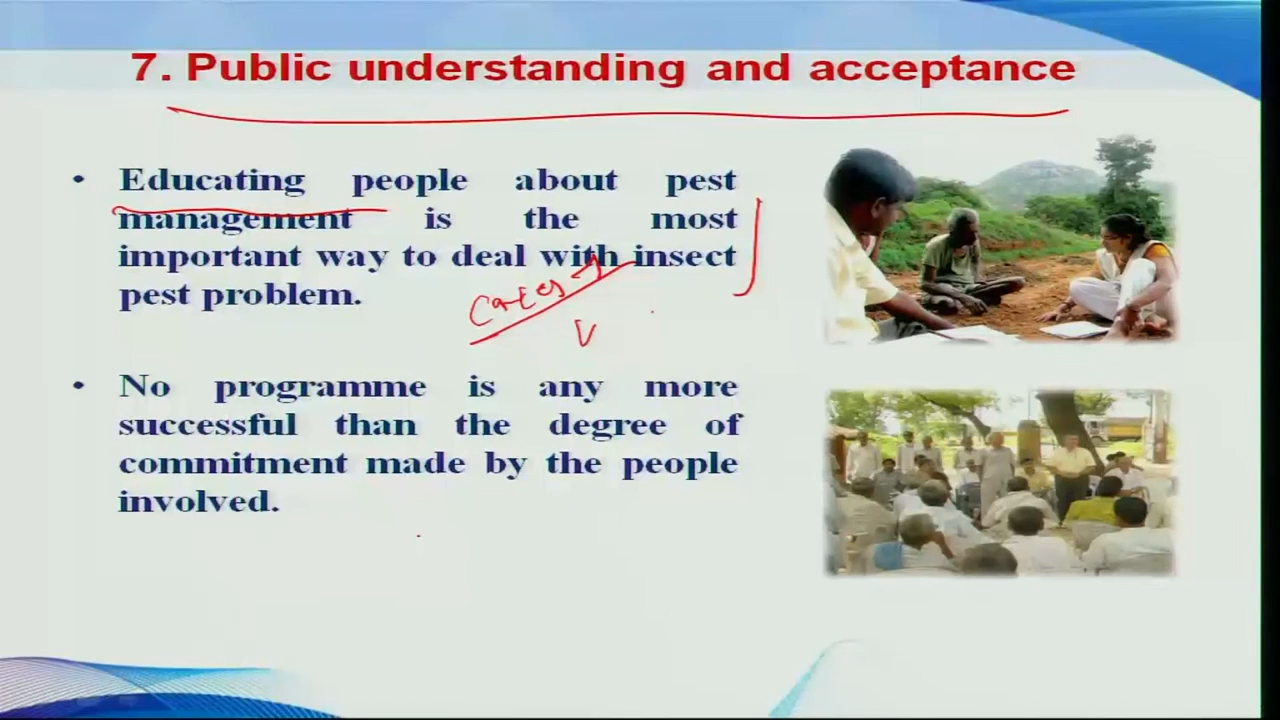 7. Public understanding and acceptance
• Educating people about pest
management is the most
important way to deal with insect
pest problem.
• No programme is any more
successful than the degree of
commitment made by the people
involved.